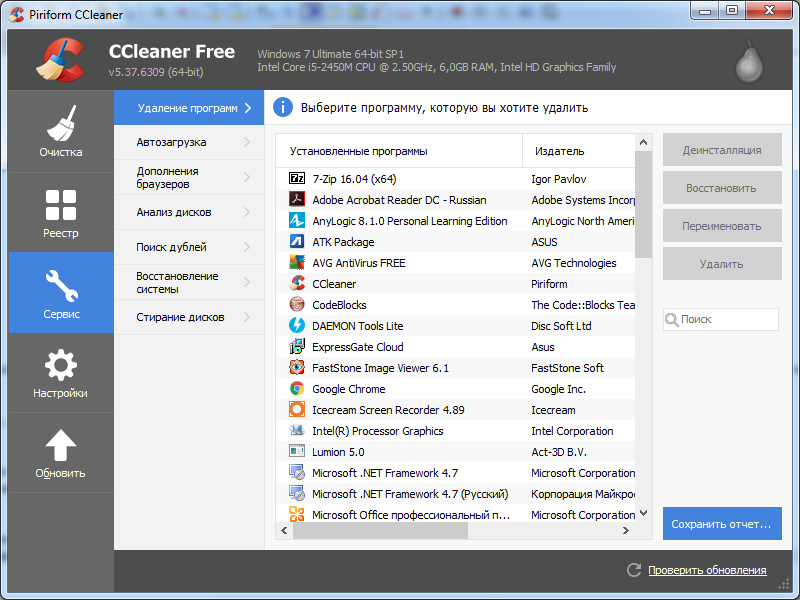 Piriform CCleaner
CCleaner Free
v5.37.6309 (64-bit)
Windows 7 Ultimate 64-bit SP1
Intel Core i5-2450M CPU @ 2.50GHz, 6,0GB RAM, Intel HD Graphics Family
Очистка
Реестр
Сервис
Настройки
Обновить
Удаление программ
Автозагрузка
Дополнения
браузеров
Анализ дисков
Поиск дублей
Восстановление
системы
Стирание дисков
Выберите программу, которую вы хотите удалить
Установленные программы Издатель
7-Zip 16.04 (x64) Igor Pavlov
Adobe Acrobat Reader DC - Russian Adobe Systems Incor
AnyLogic 8.1.0 Personal Learning Edition AnyLogic North Ameri
ATK Package ASUS
AVG AntiVirus FREE AVG Technologies
CCleaner Piriform
CodeBlocks The Code::Blocks Tea
DAEMON Tools Lite Disc Soft Ltd
ExpressGate Cloud Asus
FastStone Image Viewer 6.1 FastStone Soft
Google Chrome Google Inc.
Icecream Screen Recorder 4.89 Icecream
Intel(R) Processor Graphics Intel Corporation
Lumion 5.0 Act-3D B.V.
Microsoft .NET Framework 4.7 Microsoft Corporation
Microsoft .NET Framework 4.7 (Русский) Корпорация Майкро
Microsoft Office профессиональный п... Microsoft Corporation
Деинсталляция
Восстановить
Переименовать
Удалить
Поиск
Сохранить отчет...
Проверить обновления